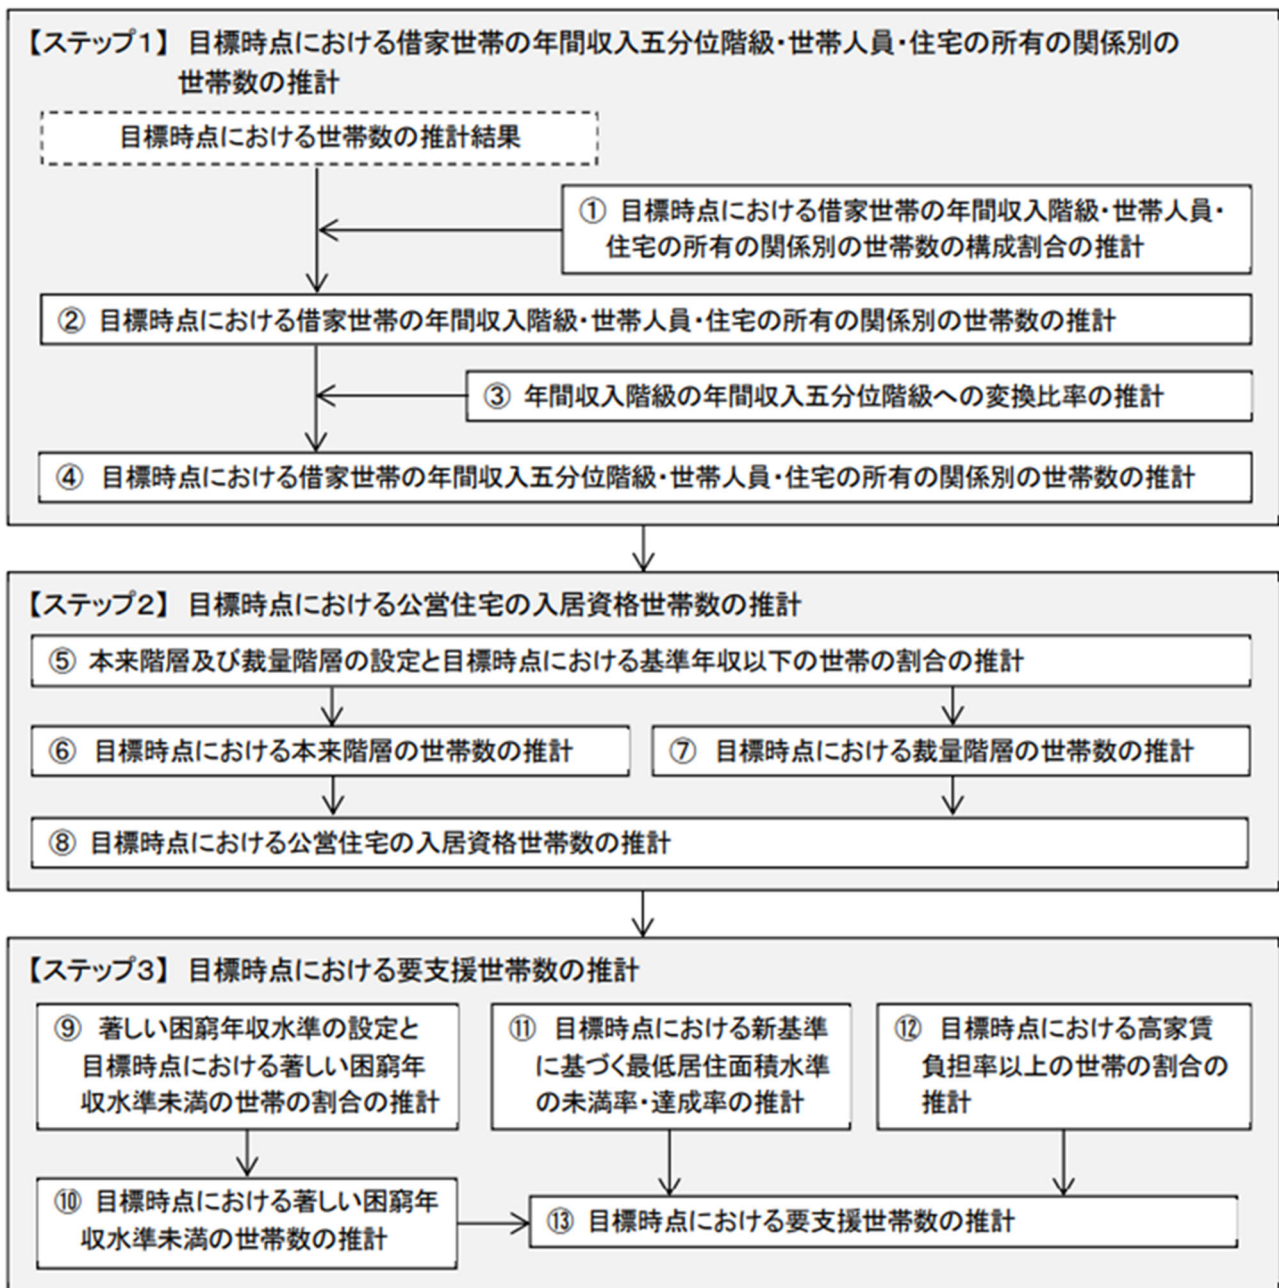 【ステップ1】 目標時点における借家世帯の年間収入五分位階級・世帯人員・住宅の所有の関係別の
世帯数の推計
目標時点における世帯数の推計結果
① 目標時点における借家世帯の年間収入階級・世帯人員・
住宅の所有の関係別の世帯数の構成割合の推計
② 目標時点における借家世帯の年間収入階級・世帯人員・住宅の所有の関係別の世帯数の推計
③ 年間収入階級の年間収入五分位階級への変換比率の推計
④ 目標時点における借家世帯の年間収入五分位階級・世帯人員・住宅の所有の関係別の世帯数の推計
【ステップ2】 目標時点における公営住宅の入居資格世帯数の推計
⑤ 本来階層及び裁量階層の設定と目標時点における基準年収以下の世帯の割合の推計
⑥ 目標時点における本来階層の世帯数の推計
⑦ 目標時点における裁量階層の世帯数の推計
⑧ 目標時点における公営住宅の入居資格世帯数の推計
【ステップ3】 目標時点における要支援世帯数の推計
⑨ 著しい困窮年収水準の設定と
目標時点における著しい困窮年
収水準未満の世帯の割合の推計
⑪ 目標時点における新基準
に基づく最低居住面積水準
の未満率・達成率の推計
⑫ 目標時点における高家賃
負担率以上の世帯の割合の
推計
⑩ 目標時点における著しい困窮年
収水準未満の世帯数の推計
⑬ 目標時点における要支援世帯数の推計